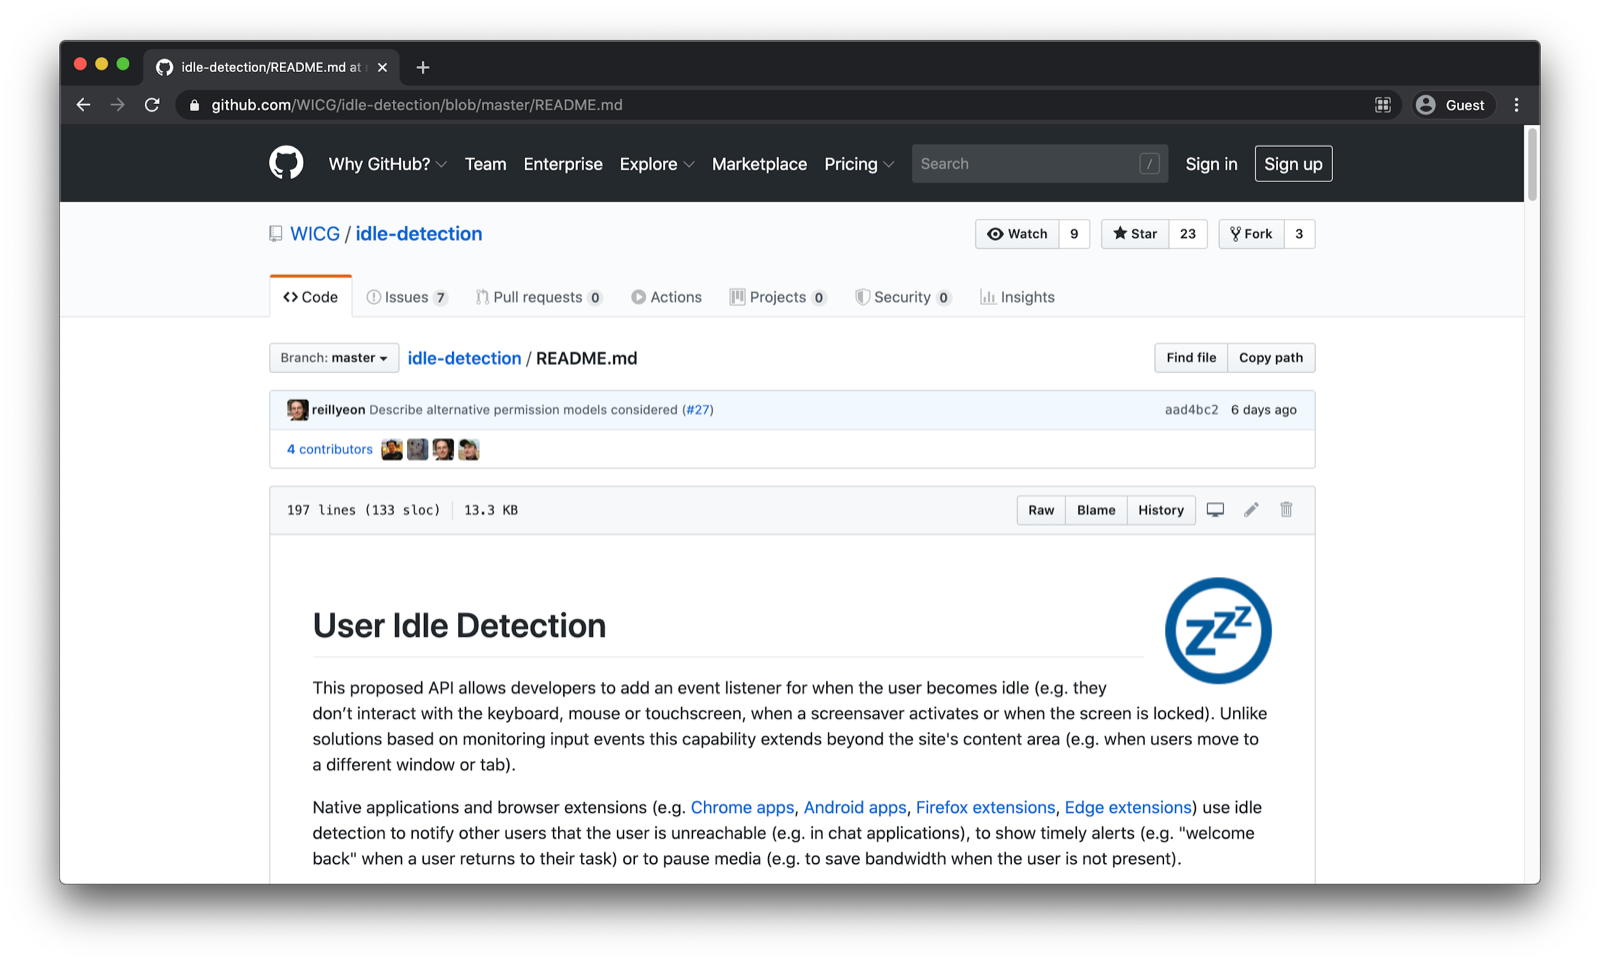 idle-detection/README.md at
github.com/WICG/idle-detection/blob/master/README.md
Guest
Why GitHub? Team Enterprise Explore Marketplace Pricing Search / Sign in Sign up
WICG / idle-detection
Watch 9 Star 23 Fork 3
Code Issues 7 Pull requests 0 Actions Projects 0 Security 0 Insights
Branch: master idle-detection / README.md Find file Copy path
reillyeon Describe alternative permission models considered (#27) aad4bc2 6 days ago
4 contributors
197 lines (133 sloc) 13.3 KB Raw Blame History
zzz
User Idle Detection
This proposed API allows developers to add an event listener for when the user becomes idle (e.g. they
don’t interact with the keyboard, mouse or touchscreen, when a screensaver activates or when the screen is locked). Unlike
solutions based on monitoring input events this capability extends beyond the site's content area (e.g. when users move to
a different window or tab).
Native applications and browser extensions (e.g. Chrome apps, Android apps, Firefox extensions, Edge extensions) use idle
detection to notify other users that the user is unreachable (e.g. in chat applications), to show timely alerts (e.g. "welcome
back" when a user returns to their task) or to pause media (e.g. to save bandwidth when the user is not present).